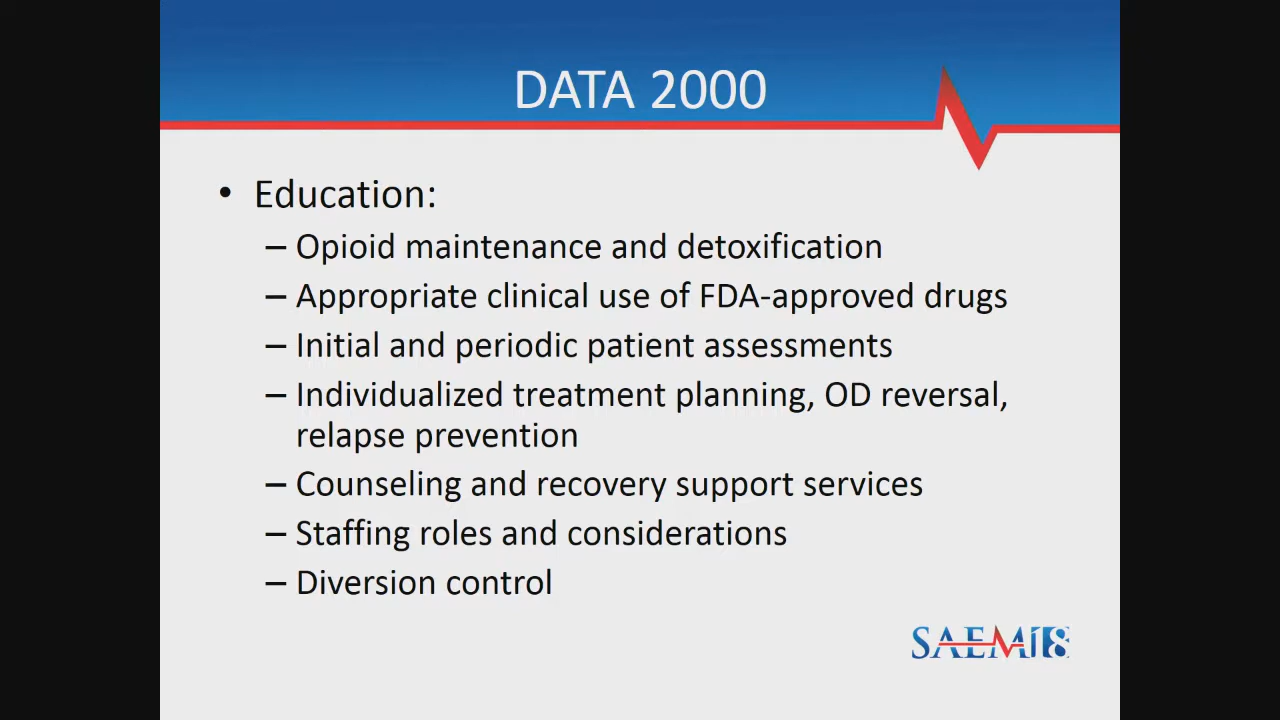 DATA 2000
• Education:
– Opioid maintenance and detoxification
– Appropriate clinical use of FDA-approved drugs
– Initial and periodic patient assessments
– Individualized treatment planning, OD reversal,
relapse prevention
– Counseling and recovery support services
– Staffing roles and considerations
– Diversion control
SAEM18